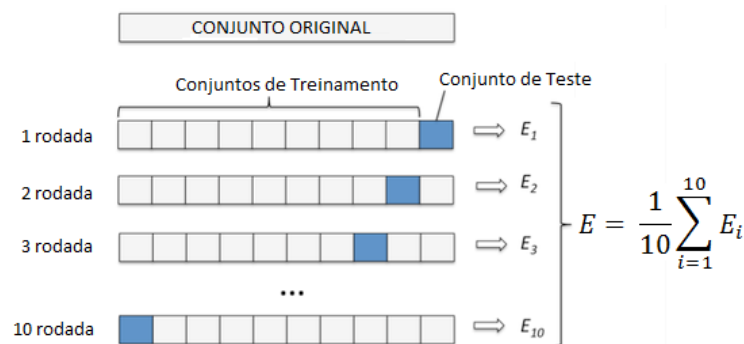 CONJUNTO ORIGINAL
Conjuntos de Treinamento
Conjunto de Teste
1 rodada
E1
2 rodada
E2
3 rodada
E3
...
10 rodada
E10
E = 1/10 ∑ i=1 10 Ei